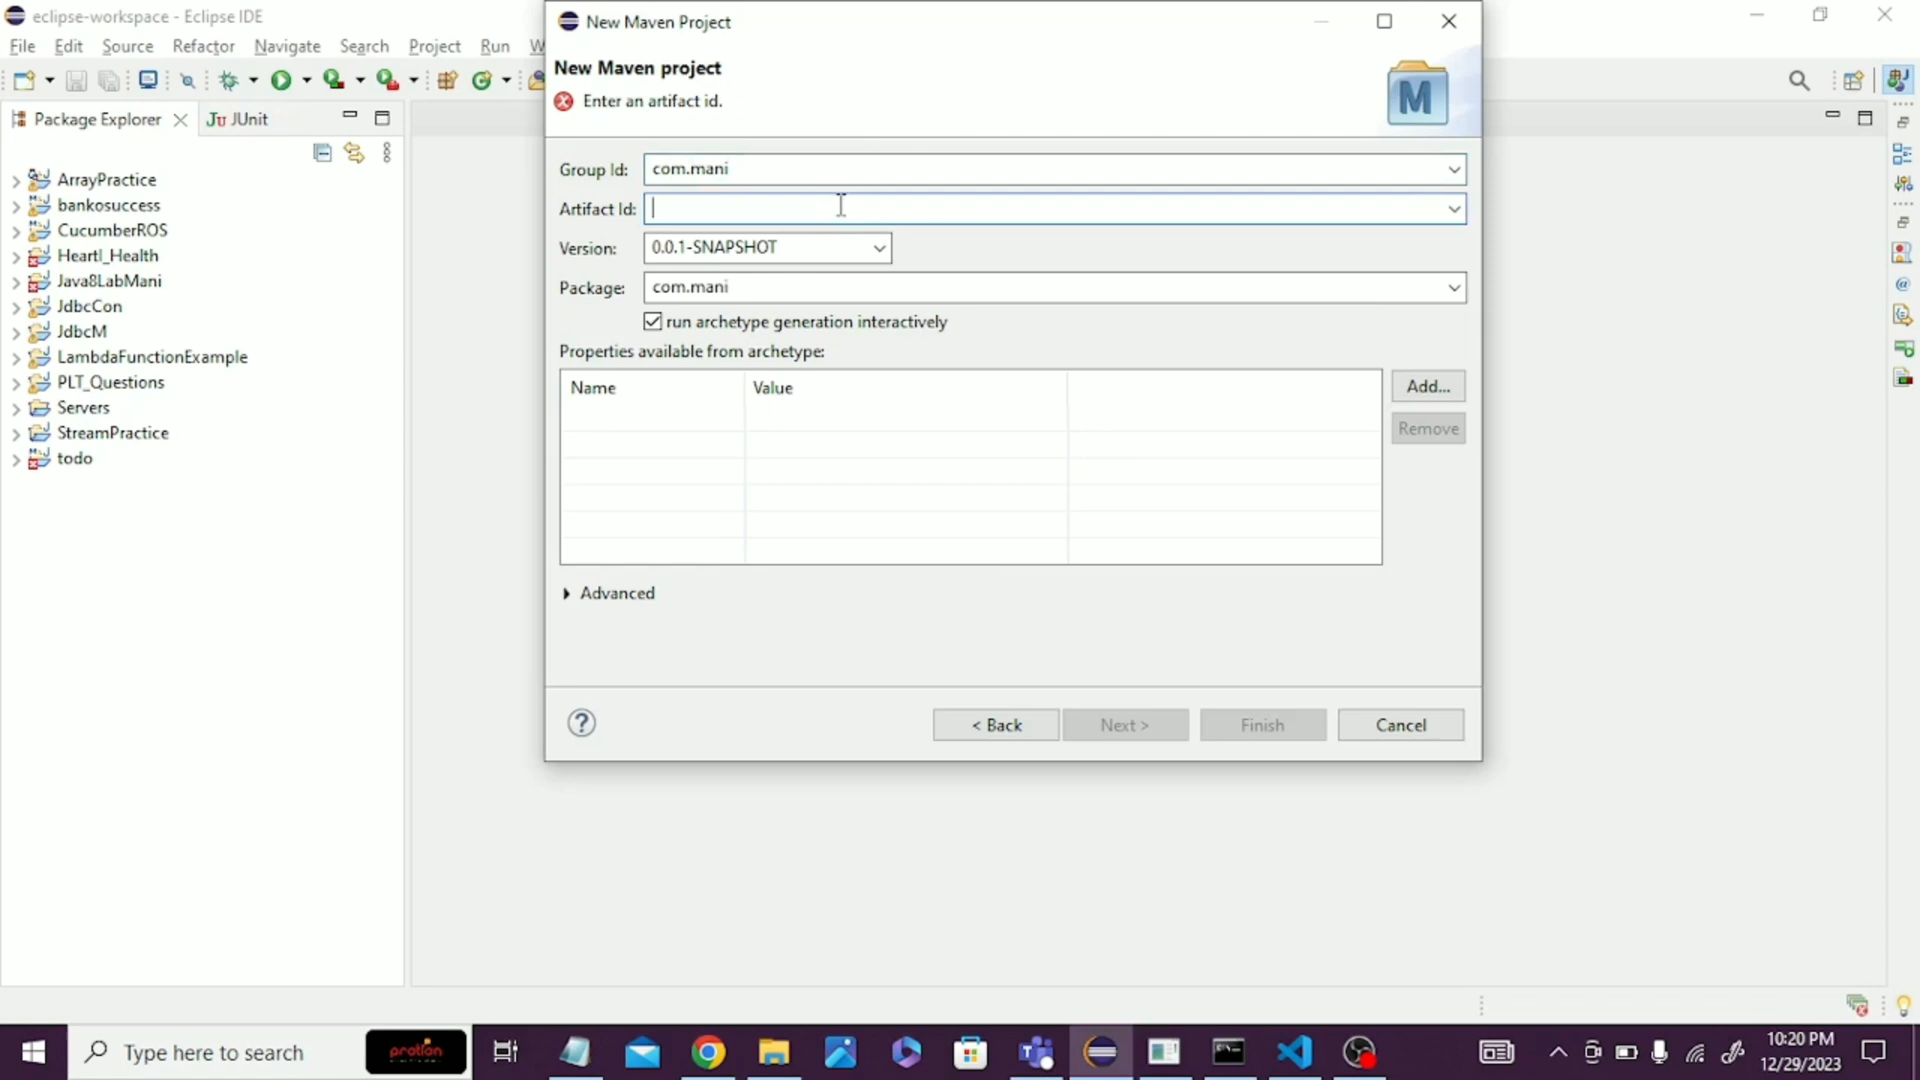 eclipse-workspace - Eclipse IDE
File Edit Source Refactor Navigate Search Project Run W
Package Explorer
JUnit
ArrayPractice
bankosuccess
CucumberROS
Heartl_Health
Java8LabMani
JdbcCon
JdbcM
LambdaFunctionExample
PLT_Questions
Servers
StreamPractice
todo
New Maven Project
New Maven project
Enter an artifact id.
M
Group Id: com.mani
Artifact Id:
Version: 0.0.1-SNAPSHOT
Package: com.mani
run archetype generation interactively
Properties available from archetype:
Name Value
Add...
Remove
Advanced
< Back Next > Finish Cancel
Type here to search
protian
10:20 PM
12/29/2023